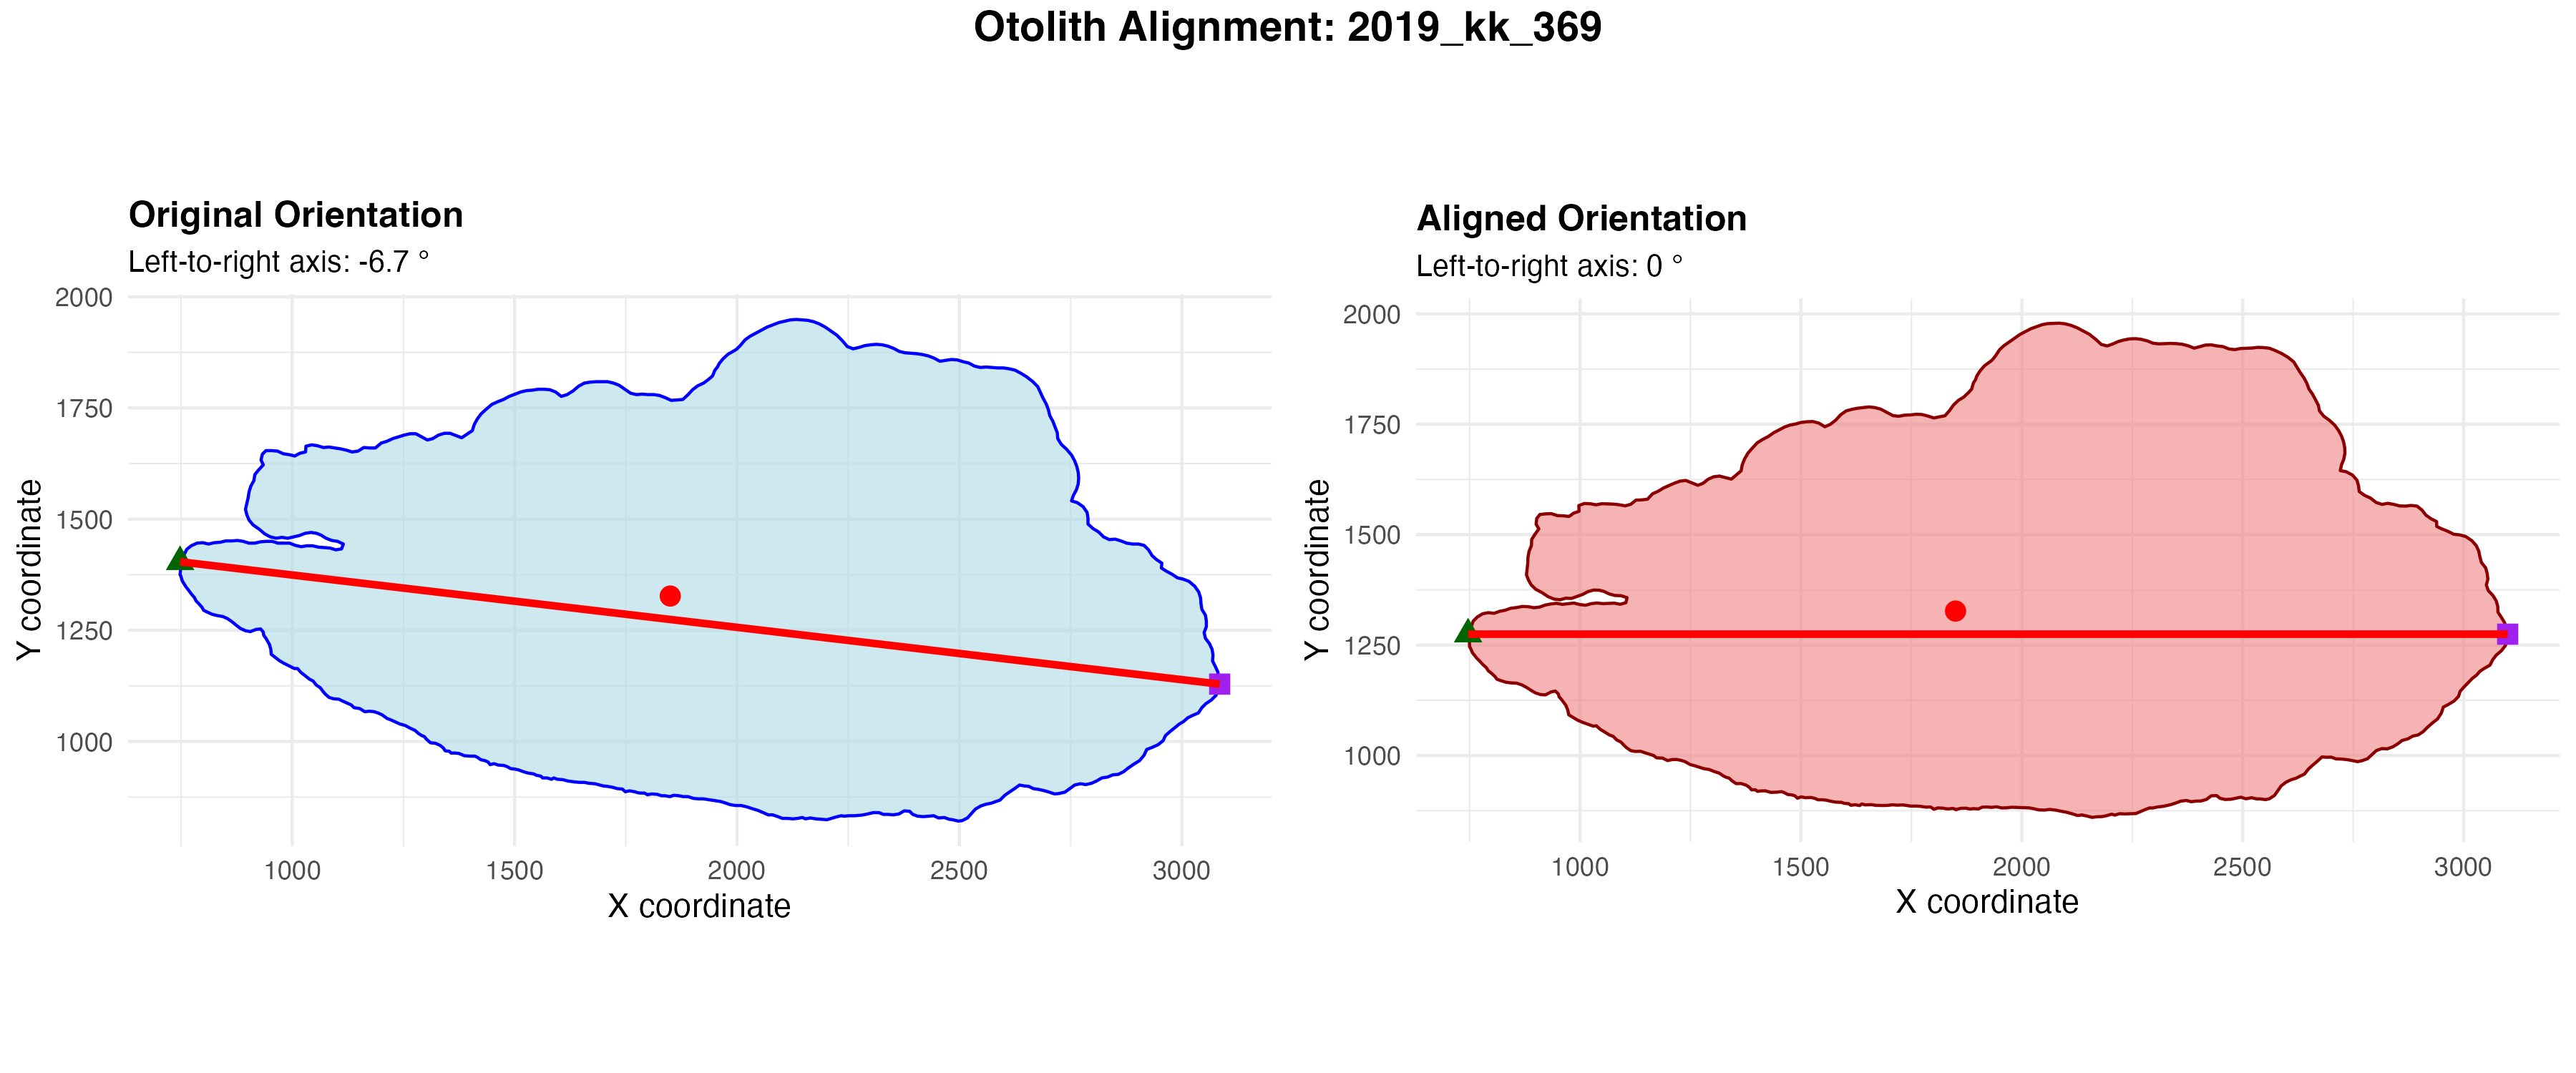 Otolith Alignment: 2019_kk_369
Original Orientation
Left-to-right axis: -6.7 °
2000
1750
1500
1250
1000
Y coordinate
1000 1500 2000 2500 3000
X coordinate
Aligned Orientation
Left-to-right axis: 0 °
2000
1750
1500
1250
1000
Y coordinate
1000 1500 2000 2500 3000
X coordinate